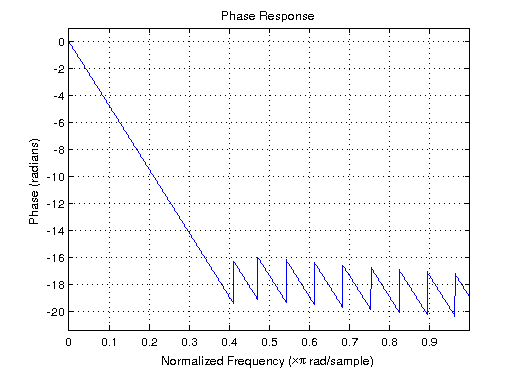 Phase Response
0
-2
-4
-6
-8
-10
-12
-14
-16
-18
-20
Phase (radians)
0 0.1 0.2 0.3 0.4 0.5 0.6 0.7 0.8 0.9
Normalized Frequency (×π rad/sample)